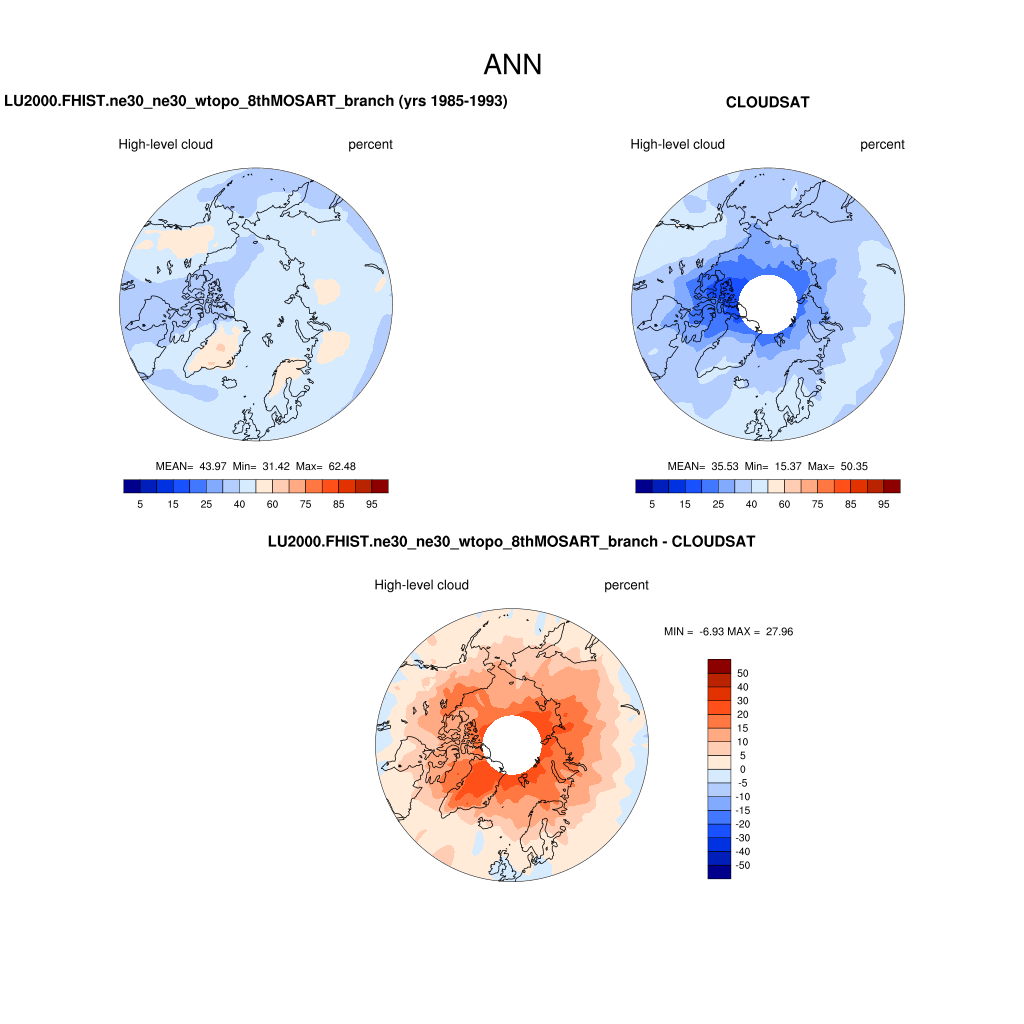 ANN
LU2000.FHIST.ne30_ne30_wtopo_8thMOSART_branch (yrs 1985-1993)
CLOUDSAT
High-level cloud percent
High-level cloud percent
MEAN= 43.97 Min= 31.42 Max= 62.48
MEAN= 35.53 Min= 15.37 Max= 50.35
5 15 25 40 60 75 85 95
5 15 25 40 60 75 85 95
LU2000.FHIST.ne30_ne30_wtopo_8thMOSART_branch - CLOUDSAT
High-level cloud percent
MIN = -6.93 MAX = 27.96
50
40
30
20
15
10
5
0
-5
-10
-15
-20
-30
-40
-50